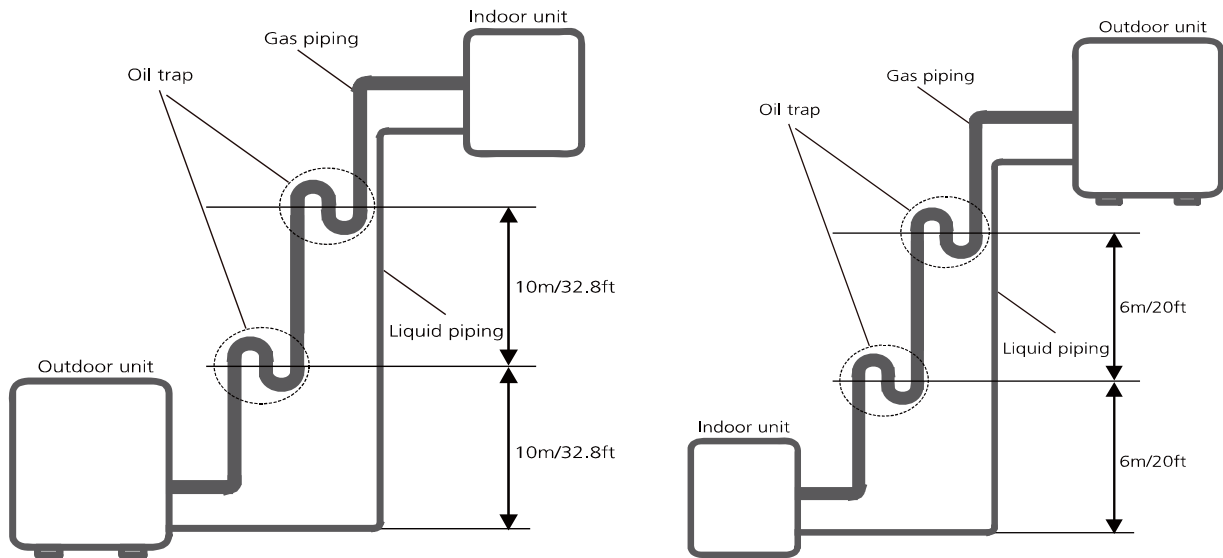 Indoor unit
Gas piping
Oil trap
10m/32.8ft
Liquid piping
Outdoor unit
10m/32.8ft
Outdoor unit
Gas piping
Oil trap
6m/20ft
Liquid piping
Indoor unit
6m/20ft